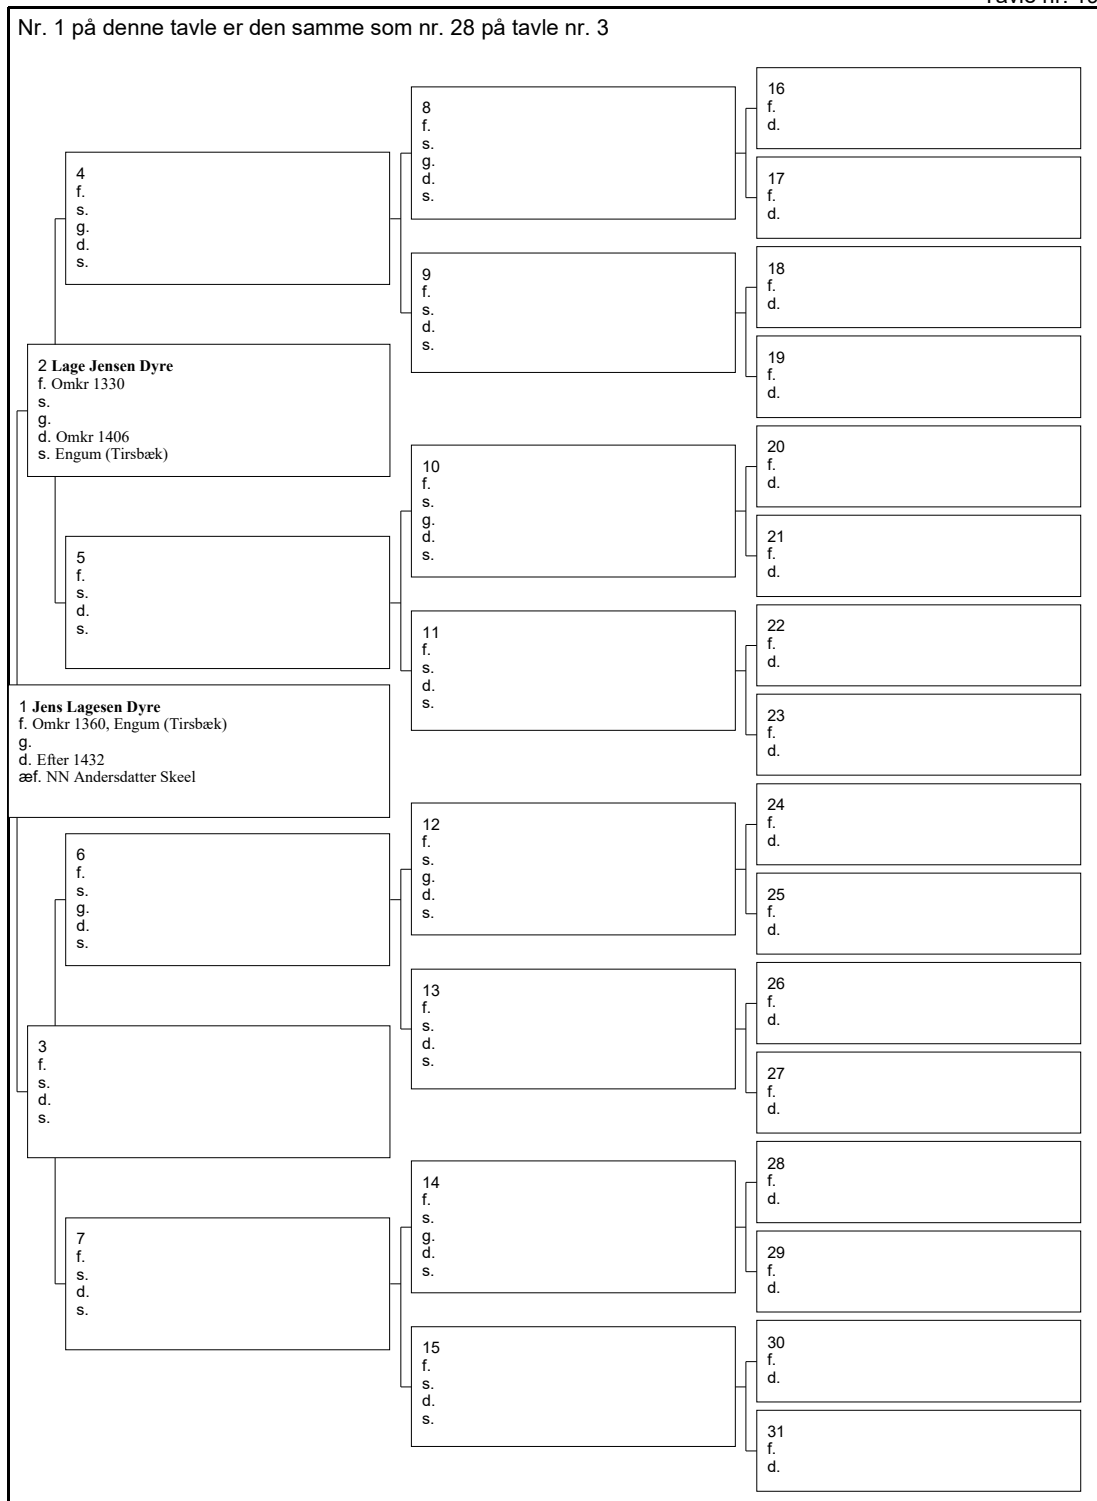 Nr. 1 på denne tavle er den samme som nr. 28 på tavle nr. 3
16
f.
d.
8
f.
s.
g.
d.
s.
17
f.
d.
4
f.
s.
g.
d.
s.
18
f.
d.
9
f.
s.
d.
s.
19
f.
d.
2 Lage Jensen Dyre
f. Omkr 1330
s.
g.
d. Omkr 1406
s. Engum (Tirsbæk)
20
f.
d.
10
f.
s.
g.
d.
s.
21
f.
d.
5
f.
s.
d.
s.
22
f.
d.
11
f.
s.
d.
s.
23
f.
d.
1 Jens Lagesen Dyre
f. Omkr 1360, Engum (Tirsbæk)
g.
d. Efter 1432
æf. NN Andersdatter Skeel
24
f.
d.
12
f.
s.
g.
d.
s.
25
f.
d.
6
f.
s.
g.
d.
s.
26
f.
d.
13
f.
s.
d.
s.
27
f.
d.
3
f.
s.
d.
s.
28
f.
d.
14
f.
s.
g.
d.
s.
29
f.
d.
7
f.
s.
d.
s.
30
f.
d.
15
f.
s.
d.
s.
31
f.
d.